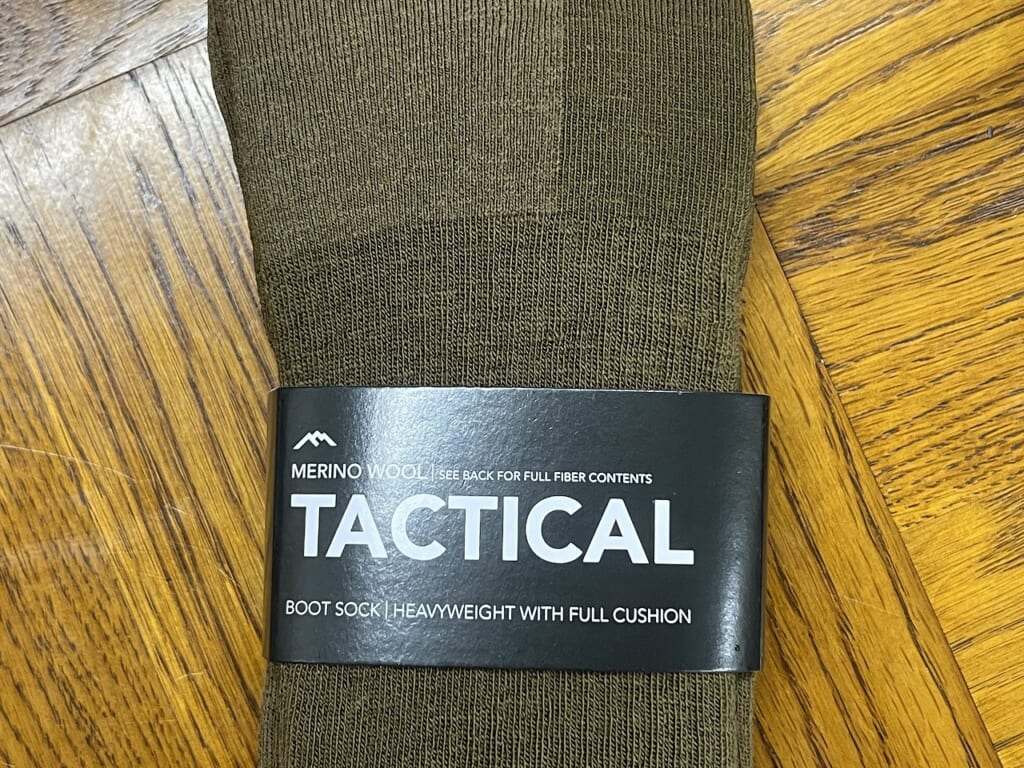 MERINO WOOL | SEE BACK FOR FULL FIBER CONTENTS
TACTICAL
BOOT SOCK | HEAVYWEIGHT WITH FULL CUSHION